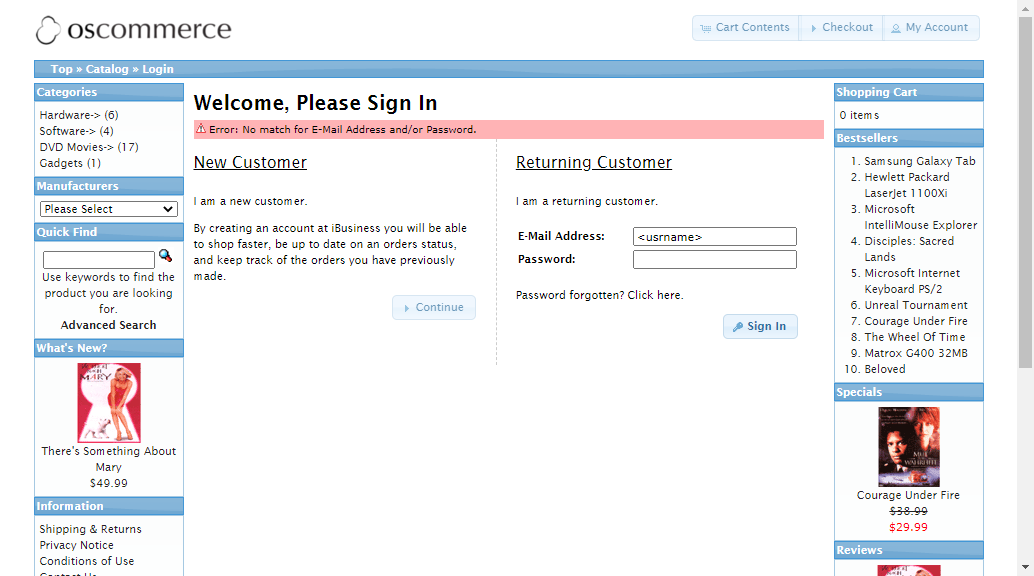 oscommerce
Cart Contents
Checkout
My Account
Top » Catalog » Login
Categories
Hardware-> (6)
Software-> (4)
DVD Movies-> (17)
Gadgets (1)
Manufacturers
Please Select
Quick Find
Use keywords to find the
product you are looking
for.
Advanced Search
What's New?
MARY
There's Something About
Mary
$49.99
Information
Shipping & Returns
Privacy Notice
Conditions of Use
Contact Us
Welcome, Please Sign In
Error: No match for E-Mail Address and/or Password.
New Customer
I am a new customer.
By creating an account at iBusiness you will be able
to shop faster, be up to date on an orders status,
and keep track of the orders you have previously
made.
Continue
Returning Customer
I am a returning customer.
E-Mail Address:
<usrname>
Password:
Password forgotten? Click here.
Sign In
Shopping Cart
0 items
Bestsellers
1. Samsung Galaxy Tab
2. Hewlett Packard
LaserJet 1100Xi
3. Microsoft
IntelliMouse Explorer
4. Disciples: Sacred
Lands
5. Microsoft Internet
Keyboard PS/2
6. Unreal Tournament
7. Courage Under Fire
8. The Wheel Of Time
9. Matrox G400 32MB
10. Beloved
Specials
Courage Under Fire
$38.99
$29.99
Reviews